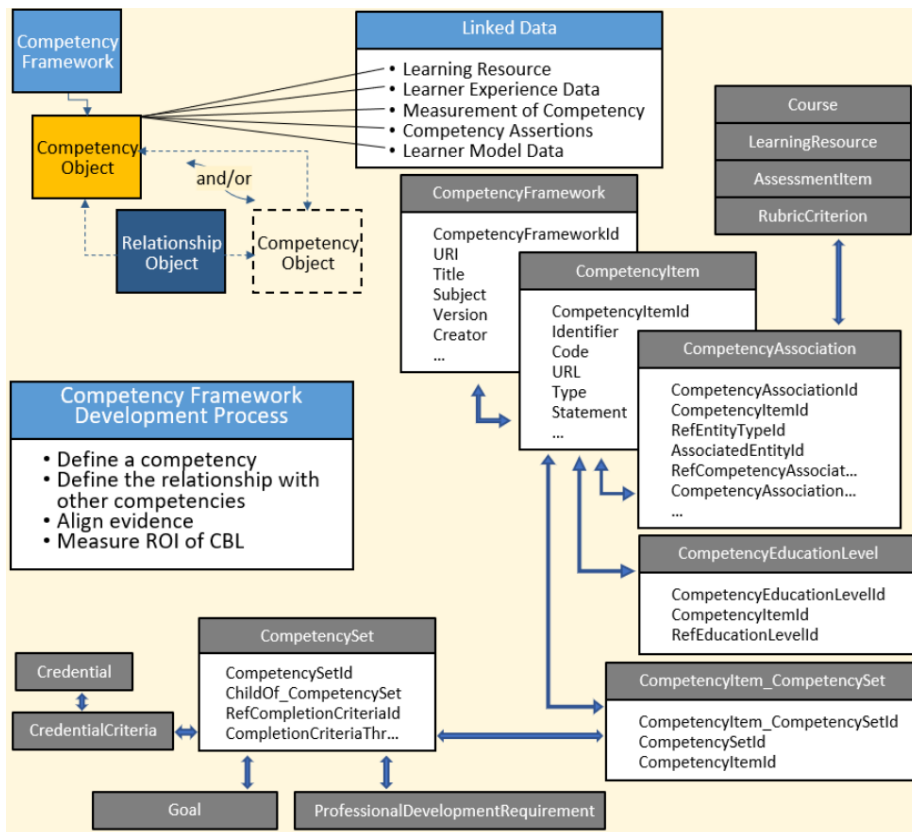 Competency
Framework
Linked Data
• Learning Resource
• Learner Experience Data
• Measurement of Competency
• Competency Assertions
• Learner Model Data
Competency
Object
and/or
Relationship
Object
Competency
Object
Course
LearningResource
AssessmentItem
RubricCriterion
CompetencyFramework
CompetencyFrameworkId
URI
Title
Subject
Version
Creator
...
CompetencyItem
CompetencyItemId
Identifier
Code
URL
Type
Statement
...
CompetencyAssociation
CompetencyAssociationId
CompetencyItemId
RefEntityTypeId
AssociatedEntityId
RefCompetencyAssociat...
CompetencyAssociation...
...
Competency Framework
Development Process
• Define a competency
• Define the relationship with
other competencies
• Align evidence
• Measure ROI of CBL
CompetencyEducationLevel
CompetencyEducationLevelId
CompetencyItemId
RefEducationLevelId
CompetencySet
CompetencySetId
ChildOf_CompetencySet
RefCompletionCriteriaId
CompletionCriteriaThr...
Credential
CredentialCriteria
CompetencyItem_CompetencySet
CompetencyItem_CompetencySetId
CompetencySetId
CompetencyItemId
Goal
ProfessionalDevelopmentRequirement